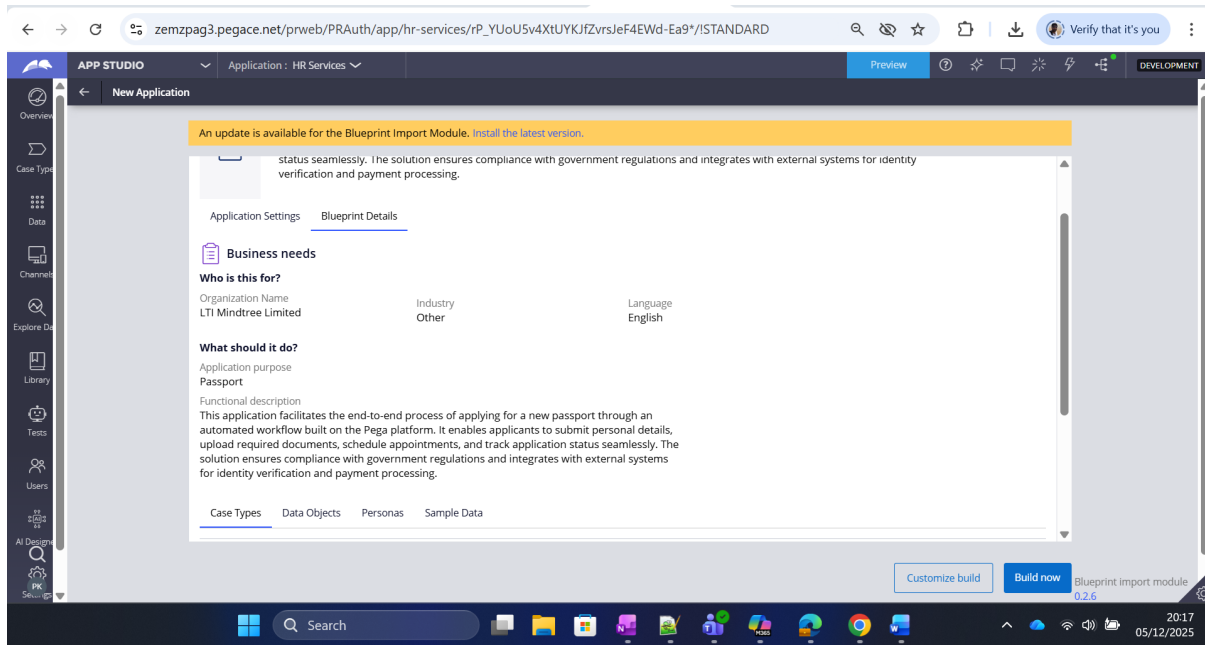 zemzpag3.pegace.net/prweb/PRAuth/app/hr-services/rP_YUoU5v4XtUYKJfZvrsJeF4EWd-Ea9*/!STANDARD
Verify that it's you
APP STUDIO
Application : HR Services
Preview
DEVELOPMENT
New Application
Overview
Case Type
Data
Channels
Explore Da
Library
Tests
Users
AI Designe
PK
An update is available for the Blueprint Import Module. Install the latest version.
status seamlessly. The solution ensures compliance with government regulations and integrates with external systems for identity
verification and payment processing.
Application Settings Blueprint Details
Business needs
Who is this for?
Organization Name Industry Language
LTI Mindtree Limited Other English
What should it do?
Application purpose
Passport
Functional description
This application facilitates the end-to-end process of applying for a new passport through an
automated workflow built on the Pega platform. It enables applicants to submit personal details,
upload required documents, schedule appointments, and track application status seamlessly. The
solution ensures compliance with government regulations and integrates with external systems
for identity verification and payment processing.
Case Types Data Objects Personas Sample Data
Customize build Build now
Blueprint import module
0.2.6
Search
M365
20:17
05/12/2025